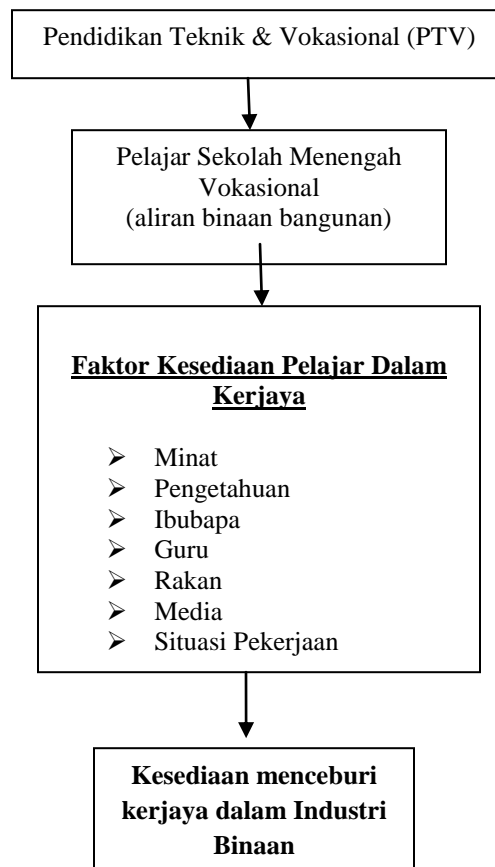 Pendidikan Teknik & Vokasional (PTV)
Pelajar Sekolah Menengah
Vokasional
(aliran binaan bangunan)
Faktor Kesediaan Pelajar Dalam
Kerjaya
➢ Minat
➢ Pengetahuan
➢ Ibubapa
➢ Guru
➢ Rakan
➢ Media
➢ Situasi Pekerjaan
Kesediaan menceburi
kerjaya dalam Industri
Binaan